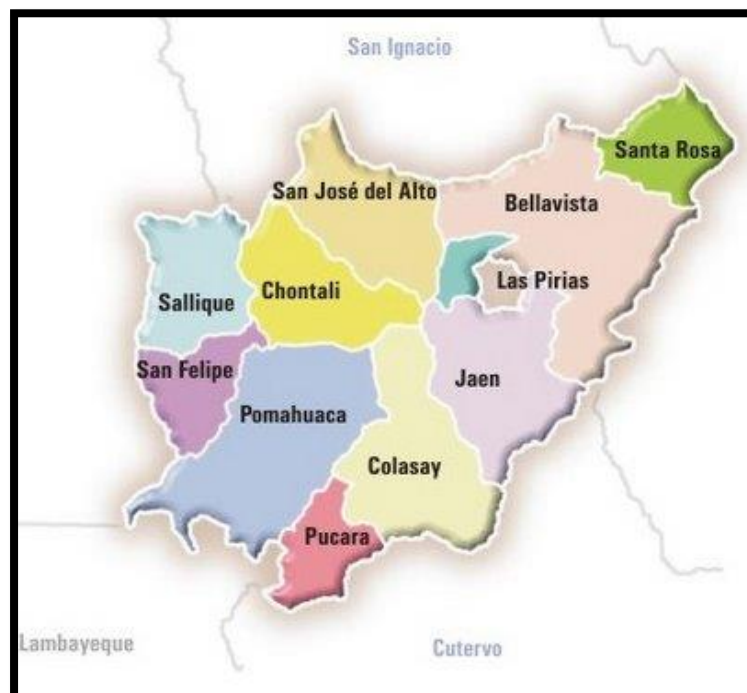 San Ignacio
Santa Rosa
San José del Alto
Bellavista
Las Pirias
Chontali
Sallique
San Felipe
Jaen
Pomahuaca
Colasay
Pucara
Lambayeque
Cutervo